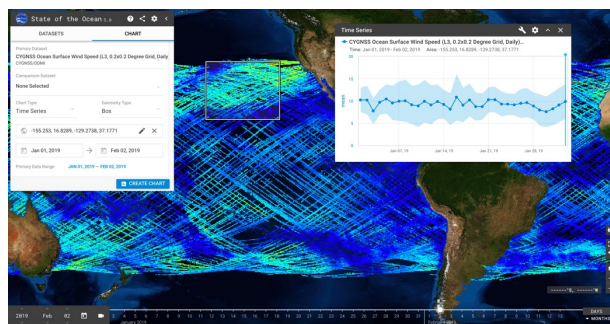 State of the Ocean
DATASETS
CHART
Primary Dataset
CYGNSS Ocean Surface Wind Speed (L3, 0.2x0.2 Degree Grid, Daily)
Comparison Dataset
None Selected
Chart Type
Geometry Type
Time Series
Box
-155.253, 16.8289, -129.2738, 37.1771
Jan 01, 2019 → Feb 02, 2019
Primary Data Range
JAN 01, 2019 — FEB 02, 2019
CREATE CHART
Time Series
CYGNSS Ocean Surface Wind Speed (L3, 0.2x0.2 Degree Grid, Daily)...
Time Jan 01, 2019 - Feb 02, 2019 Area -155.253, 16.8289, -129.2738, 37.1771
20
15
10
5
0
mean
Jan 07, 19
Jan 14, 19
Jan 21, 19
Jan 28, 19
2019 Feb 02
January 2019
DAYS
MONTHS